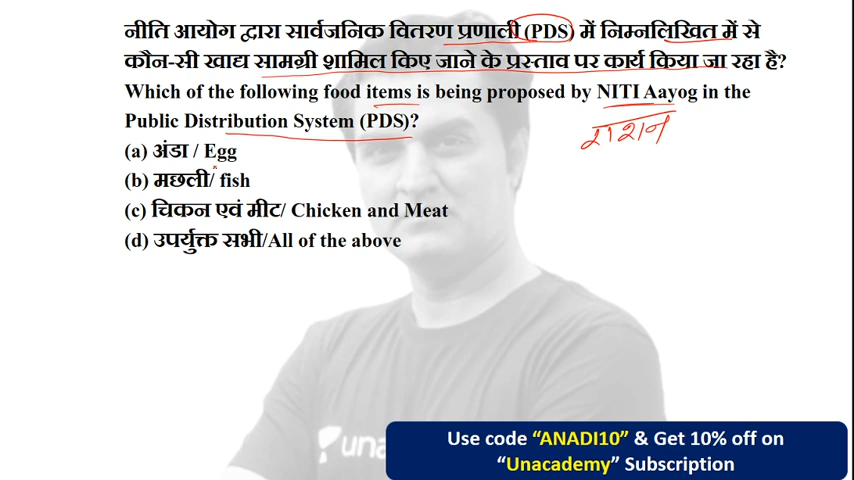 नीति आयोग द्वारा सार्वजनिक वितरण प्रणाली (PDS) में निम्नलिखित में से
कौन-सी खाद्य सामग्री शामिल किए जाने के प्रस्ताव पर कार्य किया जा रहा है?
Which of the following food items is being proposed by NITI Aayog in the
Public Distribution System (PDS)?
राशन
(a) अंडा / Egg
(b) मछली/ fish
(c) चिकन एवं मीट/ Chicken and Meat
(d) उपर्युक्त सभी/All of the above
una
Use code “ANADI10” & Get 10% off on
“Unacademy” Subscription